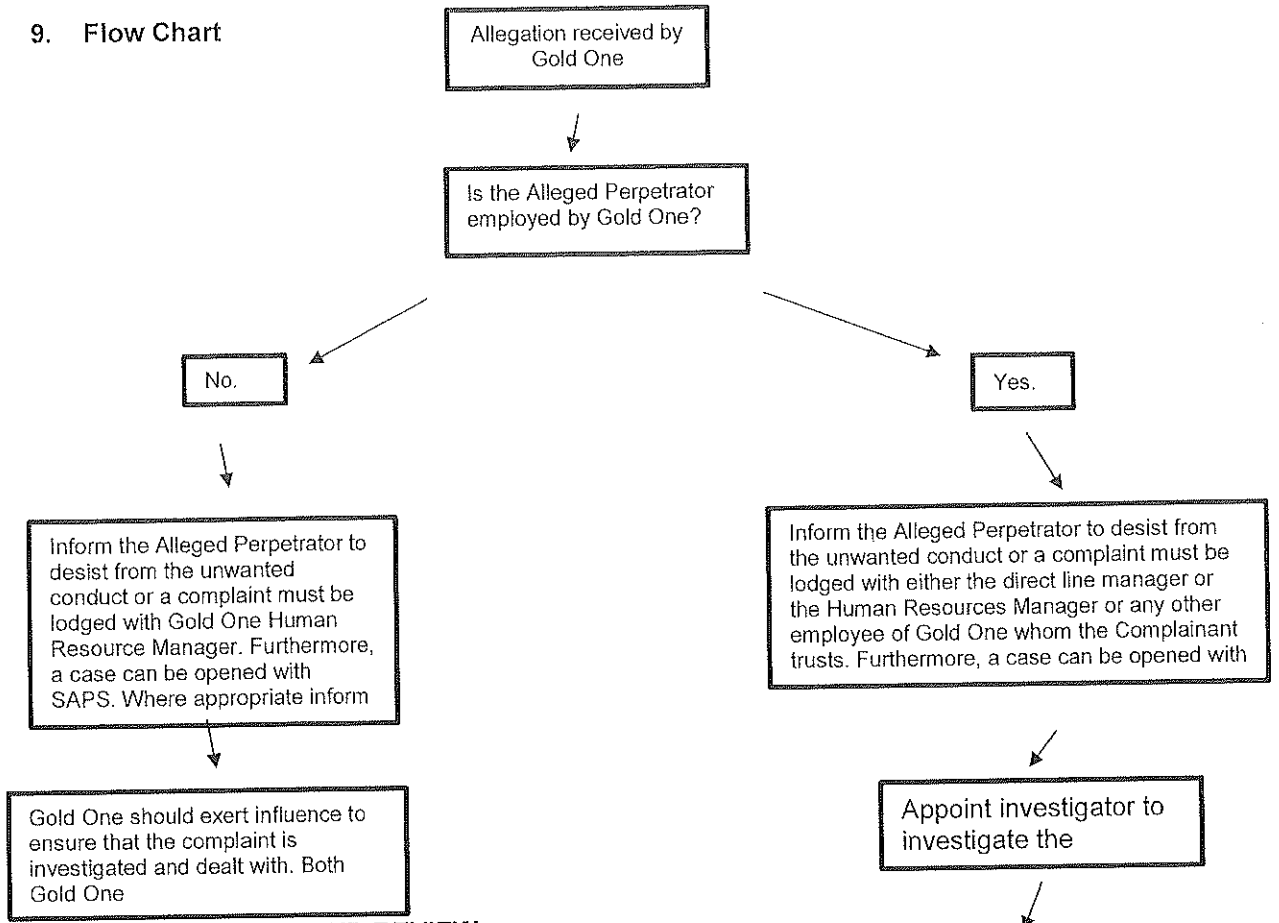 9. Flow Chart
Allegation received by
Gold One
Is the Alleged Perpetrator
employed by Gold One?
No.
Yes.
Inform the Alleged Perpetrator to
desist from the unwanted
conduct or a complaint must be
lodged with Gold One Human
Resource Manager. Furthermore,
a case can be opened with
SAPS. Where appropriate inform
Inform the Alleged Perpetrator to desist from
the unwanted conduct or a complaint must be
lodged with either the direct line manager or
the Human Resources Manager or any other
employee of Gold One whom the Complainant
trusts. Furthermore, a case can be opened with
Gold One should exert influence to
ensure that the complaint is
investigated and dealt with. Both
Gold One
Appoint investigator to
investigate the